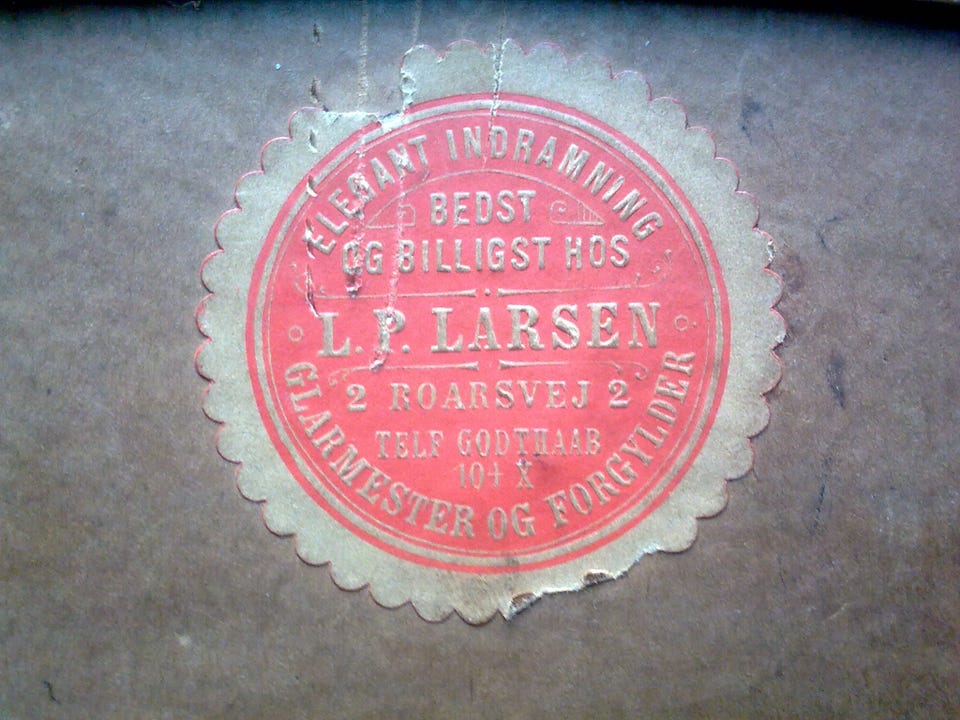 ELEGANT INDRAMNING
BEDST
OG BILLIGST HOS
L. P. LARSEN
2 ROARSVEJ 2
TELF GODTHAAB
104 X
GLARMESTER OG FORGYLDER